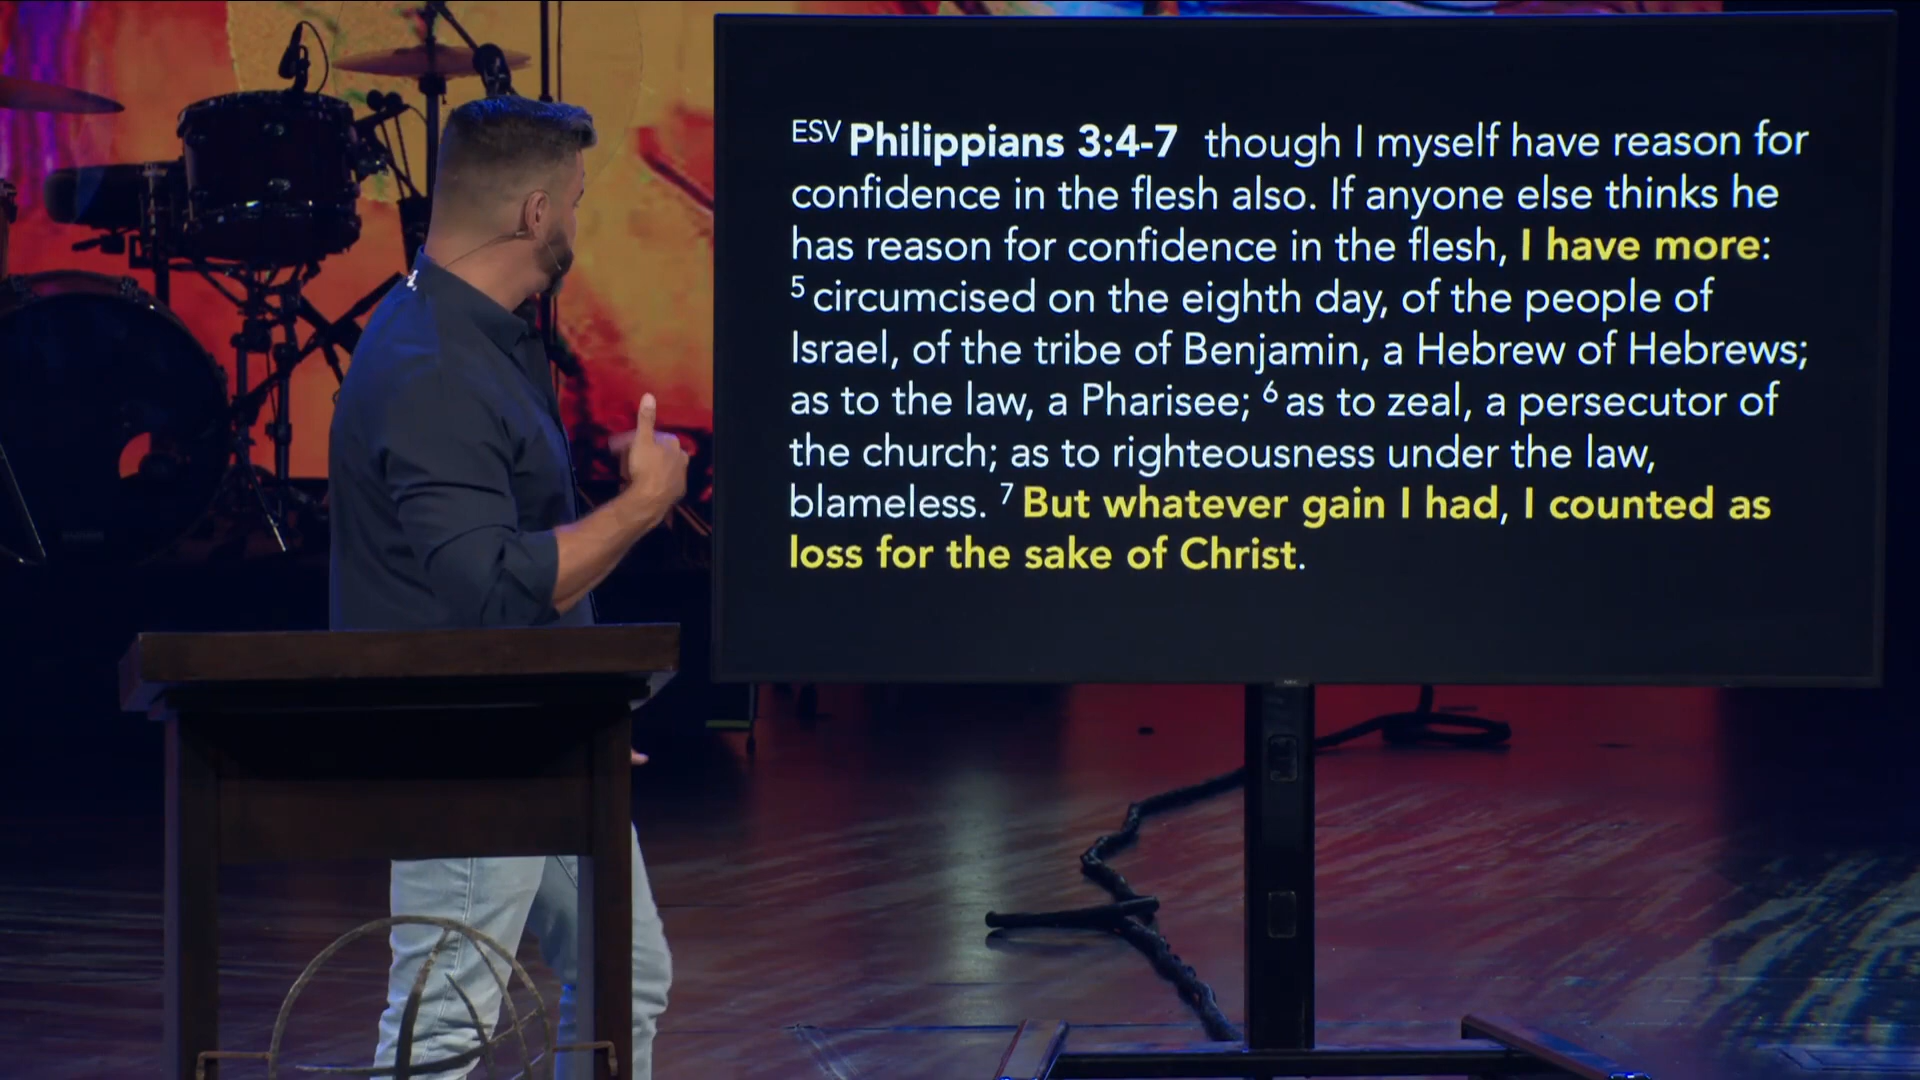 ESV Philippians 3:4-7 though I myself have reason for
confidence in the flesh also. If anyone else thinks he
has reason for confidence in the flesh, I have more:
5 circumcised on the eighth day, of the people of
Israel, of the tribe of Benjamin, a Hebrew of Hebrews;
as to the law, a Pharisee; 6 as to zeal, a persecutor of
the church; as to righteousness under the law,
blameless. 7 But whatever gain I had, I counted as
loss for the sake of Christ.